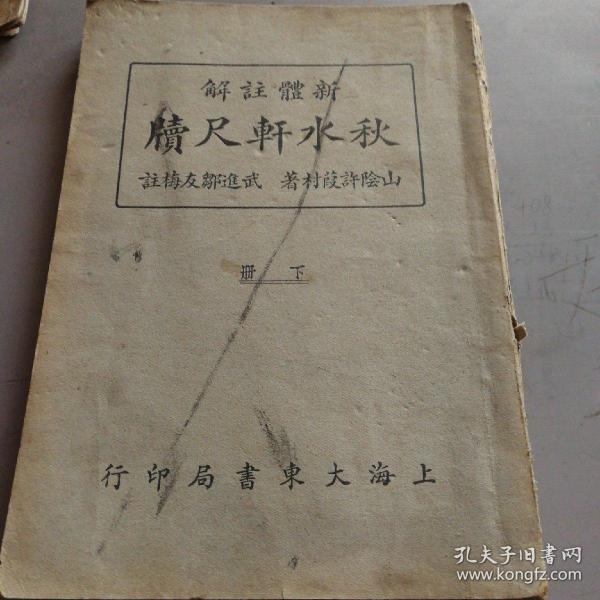 新體註解
秋水軒尺牘
山陰許葭村著 武進鄒友梅註
下册
上海大東書局印行
孔夫子旧书网
www.kongfz.com